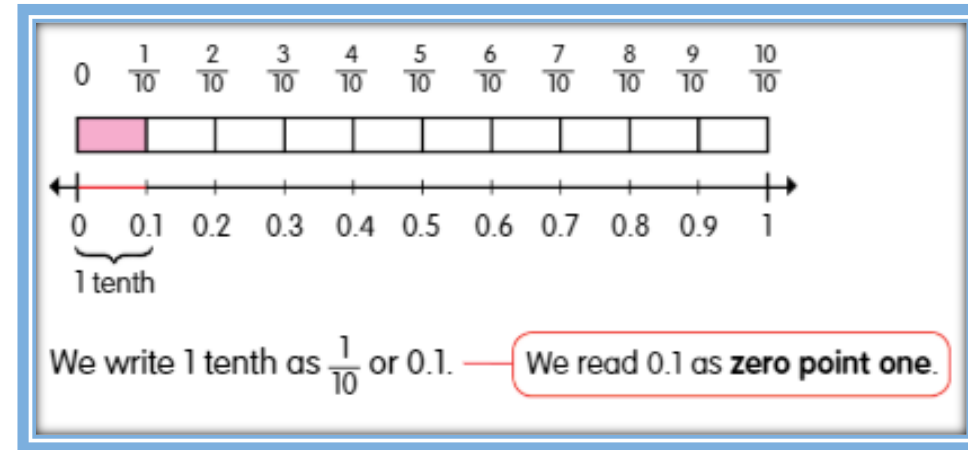 0 1/10 2/10 3/10 4/10 5/10 6/10 7/10 8/10 9/10 10/10
0 0.1 0.2 0.3 0.4 0.5 0.6 0.7 0.8 0.9 1
1 tenth
We write 1 tenth as 1/10 or 0.1. We read 0.1 as zero point one.